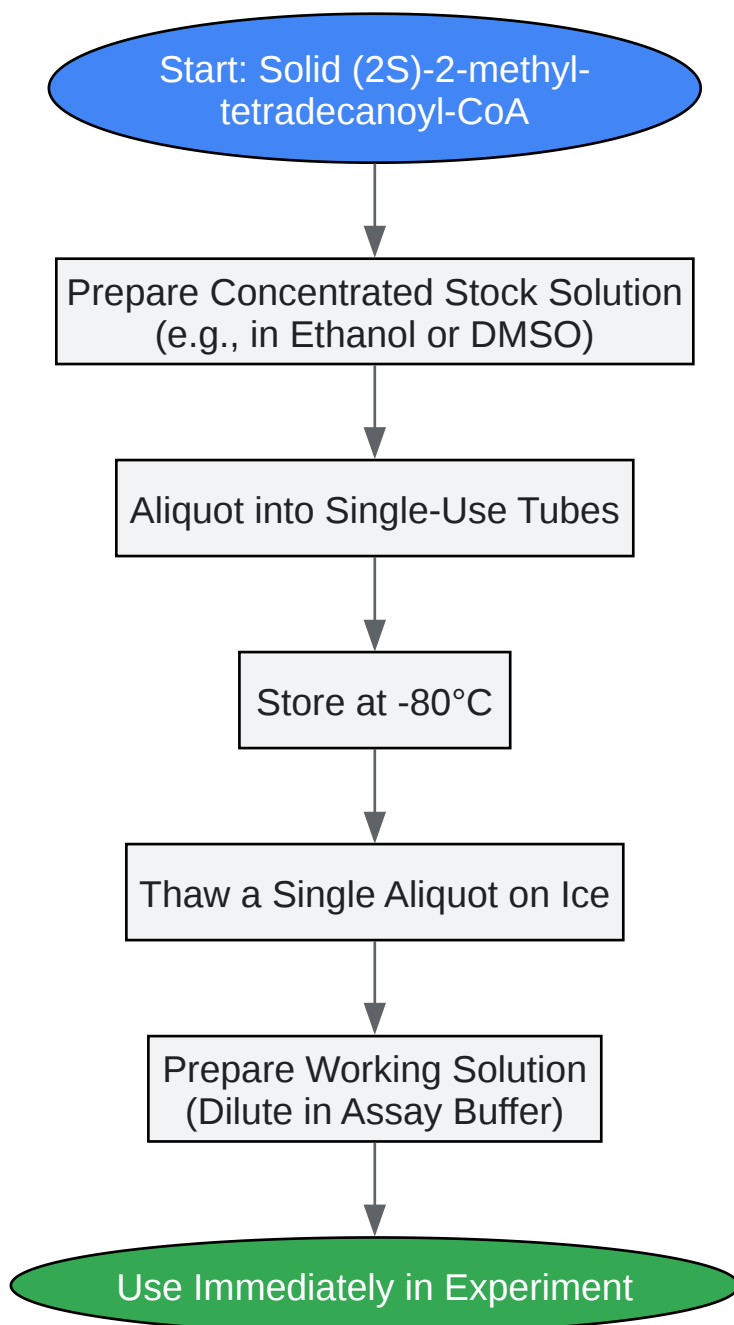 Start: Solid (2S)-2-methyl-
tetradecanoyl-CoA
Prepare Concentrated Stock Solution
(e.g., in Ethanol or DMSO)
Aliquot into Single-Use Tubes
Store at -80°C
Thaw a Single Aliquot on Ice
Prepare Working Solution
(Dilute in Assay Buffer)
Use Immediately in Experiment